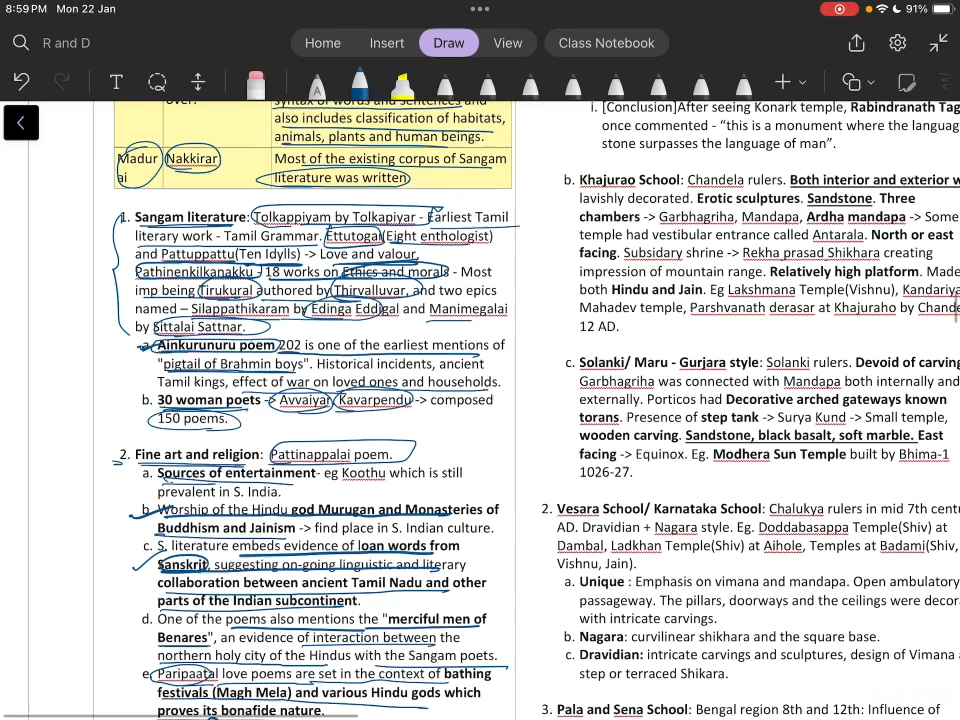 8:59 PM Mon 22 Jan
91%
R and D
Home Insert Draw View Class Notebook
T
A
over.
syntax of words and sentences and
also includes classification of habitats,
animals, plants and human beings.
Madur
ai
Nakkirar
Most of the existing corpus of Sangam
literature was written
1. Sangam literature: Tolkappiyam by Tolkapiyar - Earliest Tamil
literary work - Tamil Grammar. Ettutogai(Eight enthologist)
and Pattuppattu(Ten Idylls) -> Love and valour,
Pathinenkilkanakku - 18 works on Ethics and morals - Most
imp being Tirukural authored by Thirvalluvar, and two epics
named – Silappathikaram by Edinga Eddigal and Manimegalai
by Sittalai Sattnar.
a. Ainkurunuru poem 202 is one of the earliest mentions of
"pigtail of Brahmin boys". Historical incidents, ancient
Tamil kings, effect of war on loved ones and households.
b. 30 woman poets -> Avvaiyar, Kavarpendu -> composed
150 poems.
2. Fine art and religion: Pattinappalai poem.
a. Sources of entertainment- eg Koothu which is still
prevalent in S. India.
b. Worship of the Hindu god Murugan and Monasteries of
Buddhism and Jainism -> find place in S. Indian culture.
c. S. literature embeds evidence of loan words from
Sanskrit, suggesting on-going linguistic and literary
collaboration between ancient Tamil Nadu and other
parts of the Indian subcontinent.
d. One of the poems also mentions the "merciful men of
Benares", an evidence of interaction between the
northern holy city of the Hindus with the Sangam poets.
e. Paripaatal love poems are set in the context of bathing
festivals (Magh Mela) and various Hindu gods which
proves its bonafide nature.
i. [Conclusion]After seeing Konark temple, Rabindranath Tag
once commented - “this is a monument where the languag
stone surpasses the language of man”.
b. Khajurao School: Chandela rulers. Both interior and exterior w
lavishly decorated. Erotic sculptures. Sandstone. Three
chambers -> Garbhagriha, Mandapa, Ardha mandapa -> Some
temple had vestibular entrance called Antarala. North or east
facing. Subsidary shrine -> Rekha prasad Shikhara creating
impression of mountain range. Relatively high platform. Made
both Hindu and Jain. Eg Lakshmana Temple(Vishnu), Kandariya
Mahadev temple, Parshvanath derasar at Khajuraho by Chande
12 AD.
c. Solanki/ Maru - Gurjara style: Solanki rulers. Devoid of carving
Garbhagriha was connected with Mandapa both internally and
externally. Porticos had Decorative arched gateways known
torans. Presence of step tank -> Surya Kund -> Small temple,
wooden carving. Sandstone, black basalt, soft marble. East
facing -> Equinox. Eg. Modhera Sun Temple built by Bhima-1
1026-27.
2. Vesara School/ Karnataka School: Chalukya rulers in mid 7th centu
AD. Dravidian + Nagara style. Eg. Doddabasappa Temple(Shiv) at
Dambal, Ladkhan Temple(Shiv) at Aihole, Temples at Badami(Shiv,
Vishnu, Jain).
a. Unique : Emphasis on vimana and mandapa. Open ambulatory
passageway. The pillars, doorways and the ceilings were decor
with intricate carvings.
b. Nagara: curvilinear shikhara and the square base.
c. Dravidian: intricate carvings and sculptures, design of Vimana
step or terraced Shikara.
3. Pala and Sena School: Bengal region 8th and 12th: Influence of